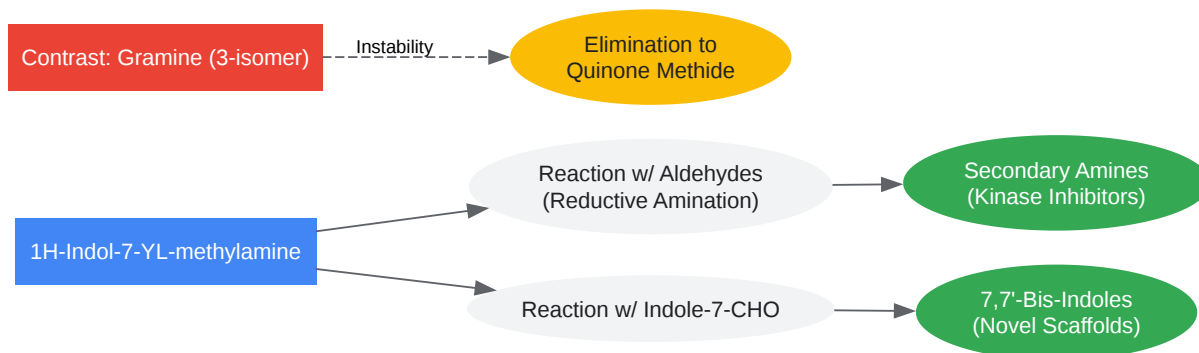 Contrast: Gramine (3-isomer)
Instability
Elimination to
Quinone Methide
1H-Indol-7-YL-methylamine
Reaction w/ Aldehydes
(Reductive Amination)
Secondary Amines
(Kinase Inhibitors)
Reaction w/ Indole-7-CHO
7,7'-Bis-Indoles
(Novel Scaffolds)